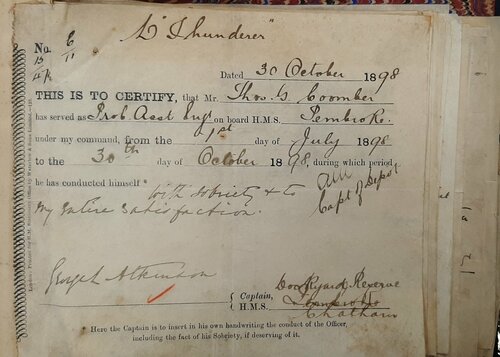 "Thunderer"
No. 6/11
Dated 30 October 1898
THIS IS TO CERTIFY, that Mr. Thos. G. Coomber
has served as Prob Asst Engr on board H.M.S. Pembroke.
under my command, from the 1st day of July 1898
to the 30th day of October 1898, during which period
he has conducted himself* with sobriety & to
my entire satisfaction.
Capt of Depot
George L Atkinson
Captain,
H.M.S.
Dockyard Reserve
Pembroke
Chatham
* Here the Captain is to insert in his own handwriting the conduct of the Officer,
including the fact of his Sobriety, if deserving of it.